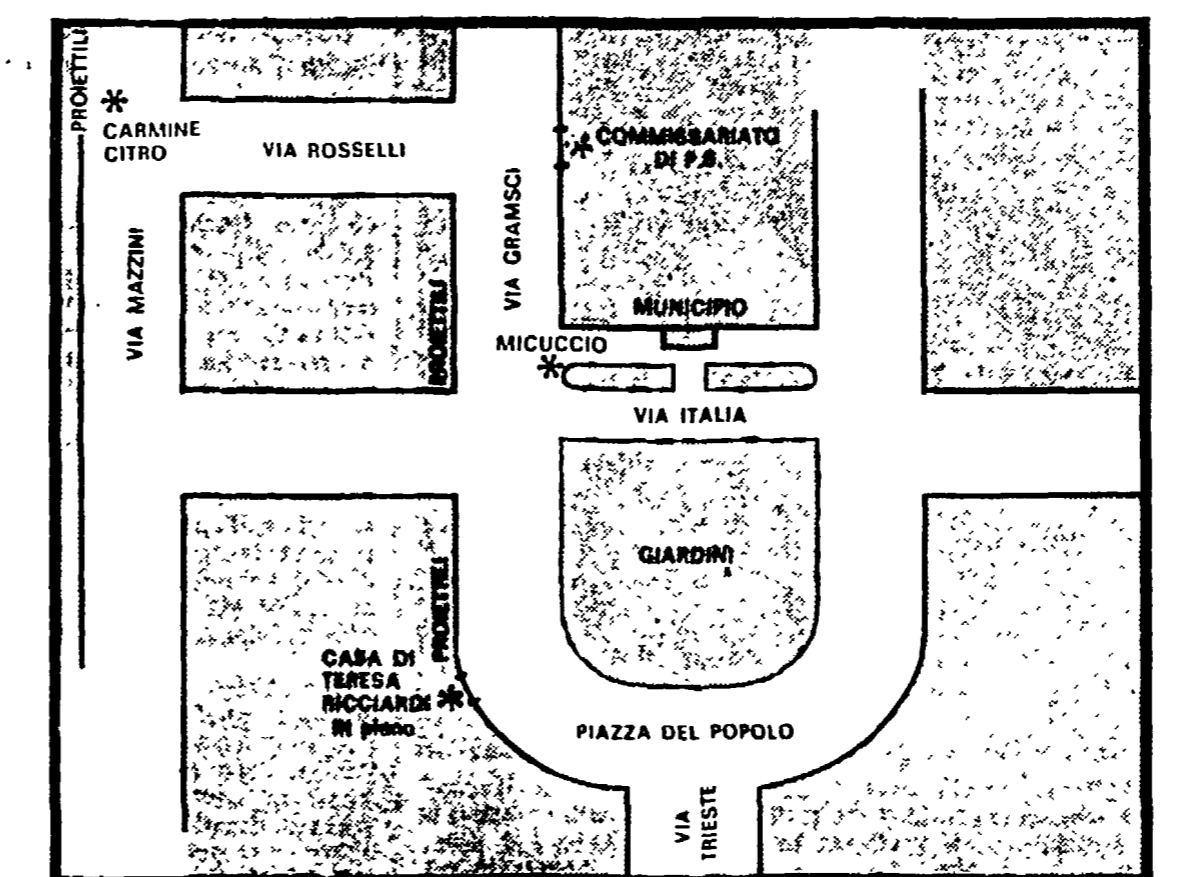 PROIETTILI
CARMINE
CITRO
VIA ROSSELLI
COMMISSARIATO
DI P.S.
VIA GRAMSCI
VIA MAZZINI
PROIETTILI
MUNICIPIO
MICUCCIO
VIA ITALIA
GIARDINI
PROIETTILI
CASA DI
TERESA
RICCIARDI
III piano
PIAZZA DEL POPOLO
VIA
TRIESTE